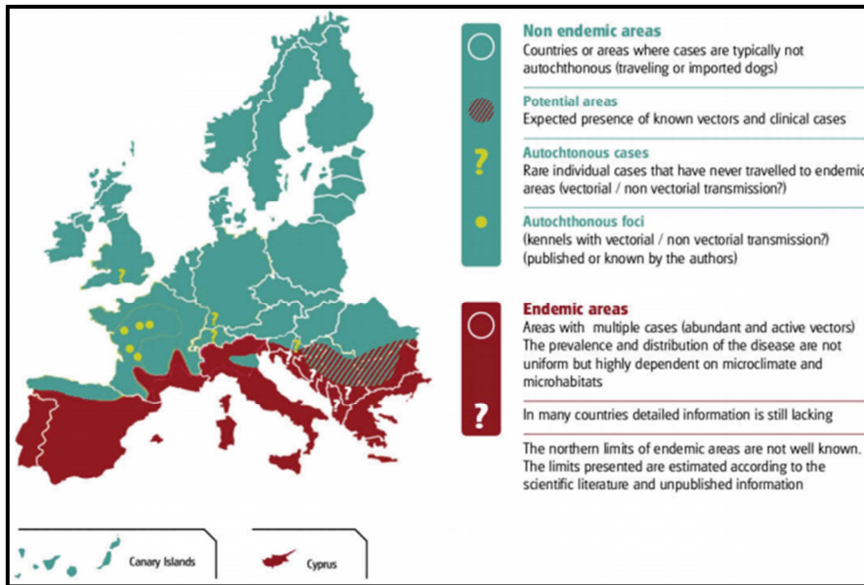 Non endemic areas
Countries or areas where cases are typically not
autochthonous (traveling or imported dogs)
Potential areas
Expected presence of known vectors and clinical cases
?
Autochtonous cases
Rare individual cases that have never travelled to endemic
areas (vectorial / non vectorial transmission?)
Autochthonous foci
(kennels with vectorial / non vectorial transmission?)
(published or known by the authors)
Endemic areas
Areas with multiple cases (abundant and active vectors)
The prevalence and distribution of the disease are not
uniform but highly dependent on microclimate and
microhabitats
?
In many countries detailed information is still lacking
The northern limits of endemic areas are not well known.
The limits presented are estimated according to the
scientific literature and unpublished information
?
?
?
?
?
?
?
?
Canary Islands
Cyprus